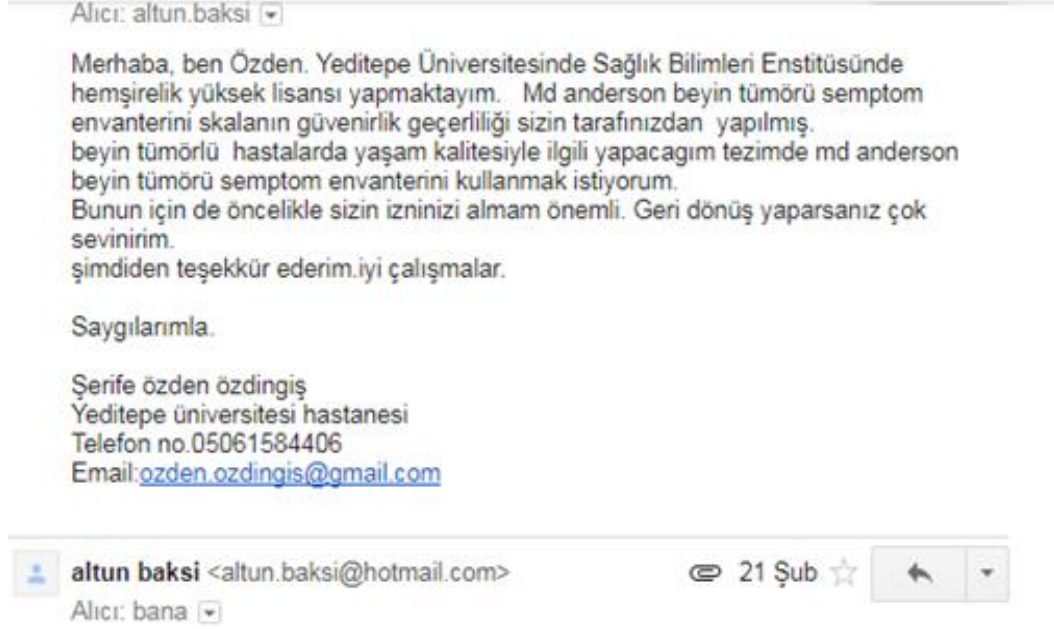 Alıcı: altun.baksi
Merhaba, ben Özden. Yeditepe Üniversitesinde Sağlık Bilimleri Enstitüsünde
hemşirelik yüksek lisansı yapmaktayım.   Md anderson beyin tümörü semptom
envanterini skalanın güvenirlik geçerliliği sizin tarafınızdan  yapılmış.
beyin tümörlü  hastalarda yaşam kalitesiyle ilgili yapacagım tezimde md anderson
beyin tümörü semptom envanterini kullanmak istiyorum.
Bunun için de öncelikle sizin izninizi almam önemli. Geri dönüş yaparsanız çok
sevinirim.
şimdiden teşekkür ederim.iyi çalışmalar.
Saygılarımla.
Şerife özden özdingiş
Yeditepe üniversitesi hastanesi
Telefon no.05061584406
Email:ozden.ozdingis@gmail.com
altun baksi <altun.baksi@hotmail.com> 21 Şub
Alıcı: bana